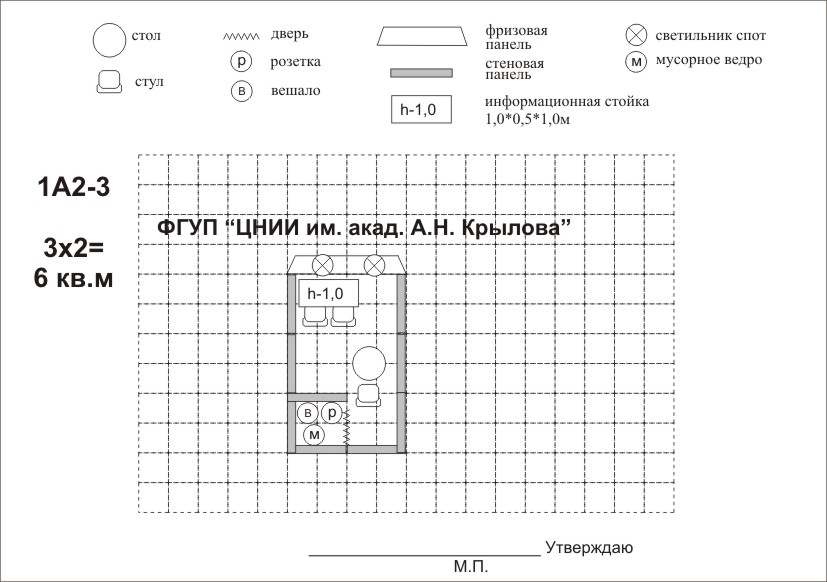 стол
стул
дверь
р
розетка
в
вешало
фризовая
панель
стеновая
панель
h-1,0
информационная стойка
1,0*0,5*1,0м
светильник спот
м
мусорное ведро
1А2-3
3х2=
6 кв.м
ФГУП “ЦНИИ им. акад. А.Н. Крылова”
h-1,0
в
р
м
Утверждаю
М.П.